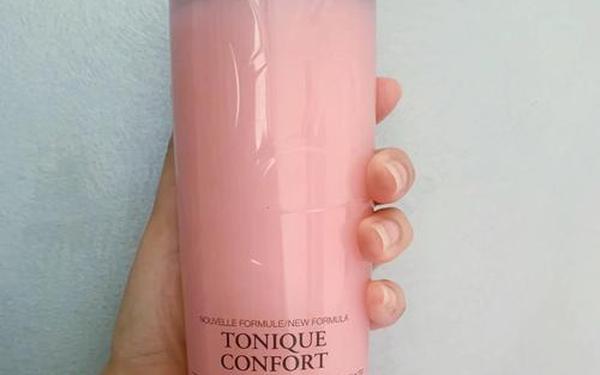 NOUVELLE FORMULE/NEW FORMULA
TONIQUE
CONFORT